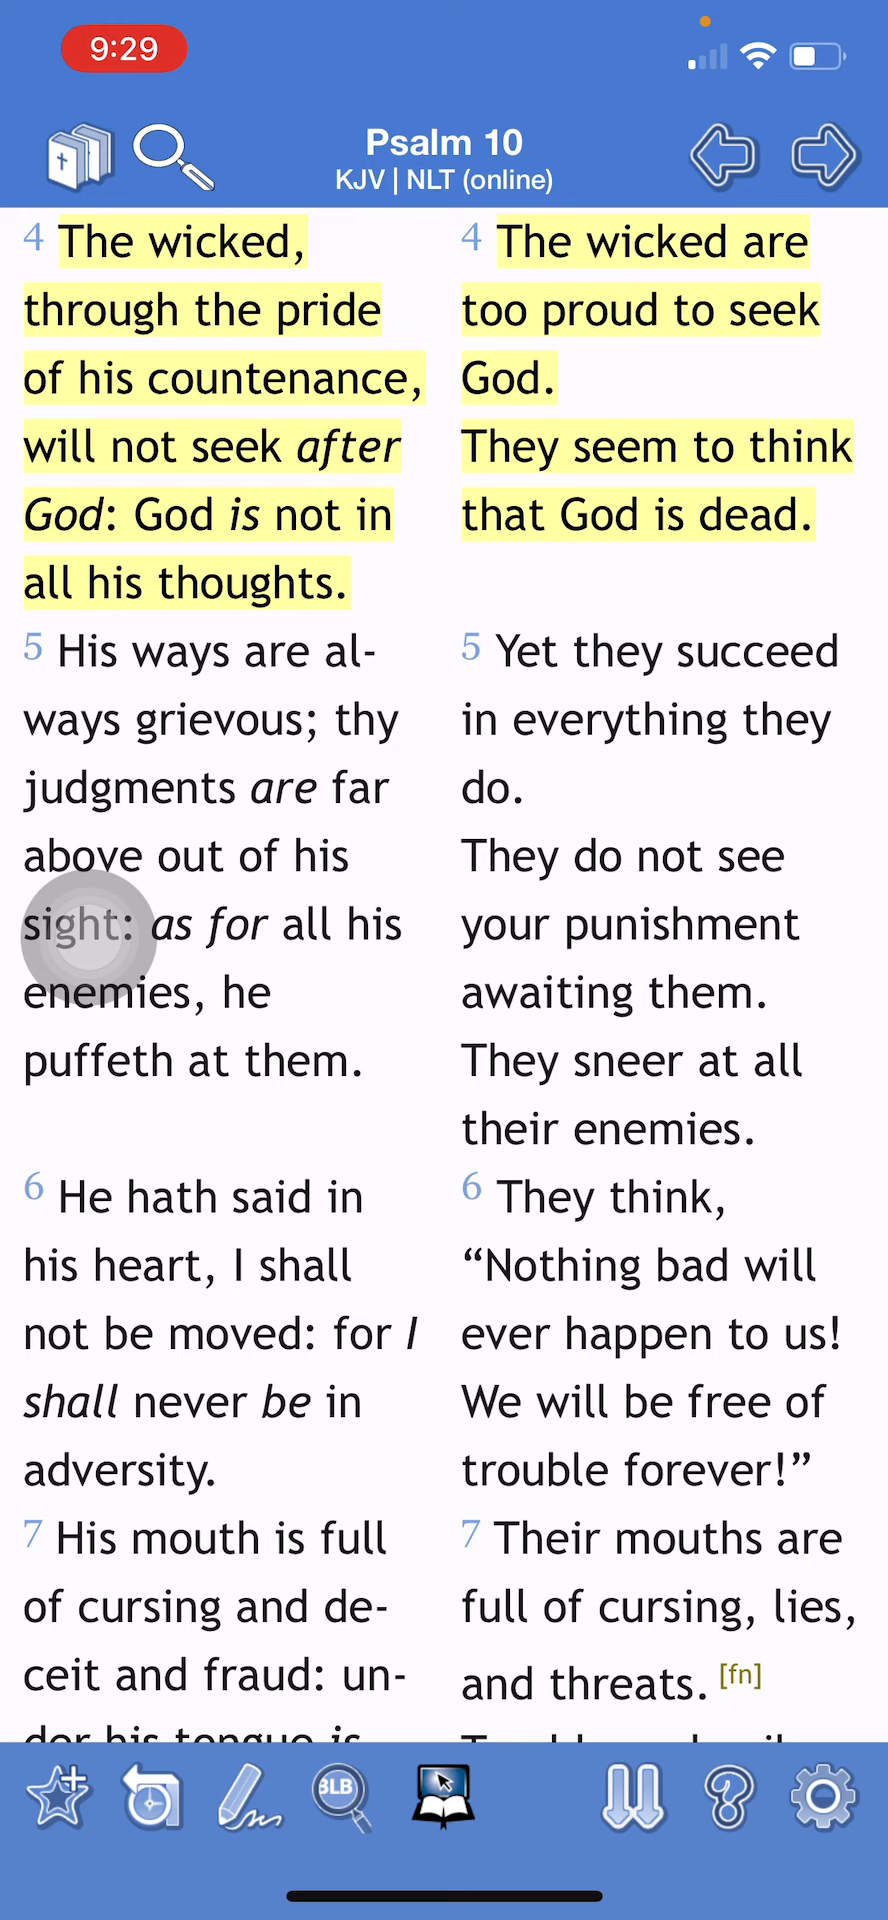 9:29
Psalm 10
KJV | NLT (online)
4 The wicked,
through the pride
of his countenance,
will not seek after
God: God is not in
all his thoughts.
5 His ways are al-
ways grievous; thy
judgments are far
above out of his
sight: as for all his
enemies, he
puffeth at them.
6 He hath said in
his heart, I shall
not be moved: for I
shall never be in
adversity.
7 His mouth is full
of cursing and de-
ceit and fraud: un-
der his tongue is
4 The wicked are
too proud to seek
God.
They seem to think
that God is dead.
5 Yet they succeed
in everything they
do.
They do not see
your punishment
awaiting them.
They sneer at all
their enemies.
6 They think,
“Nothing bad will
ever happen to us!
We will be free of
trouble forever!”
7 Their mouths are
full of cursing, lies,
and threats. [fn]
BLB